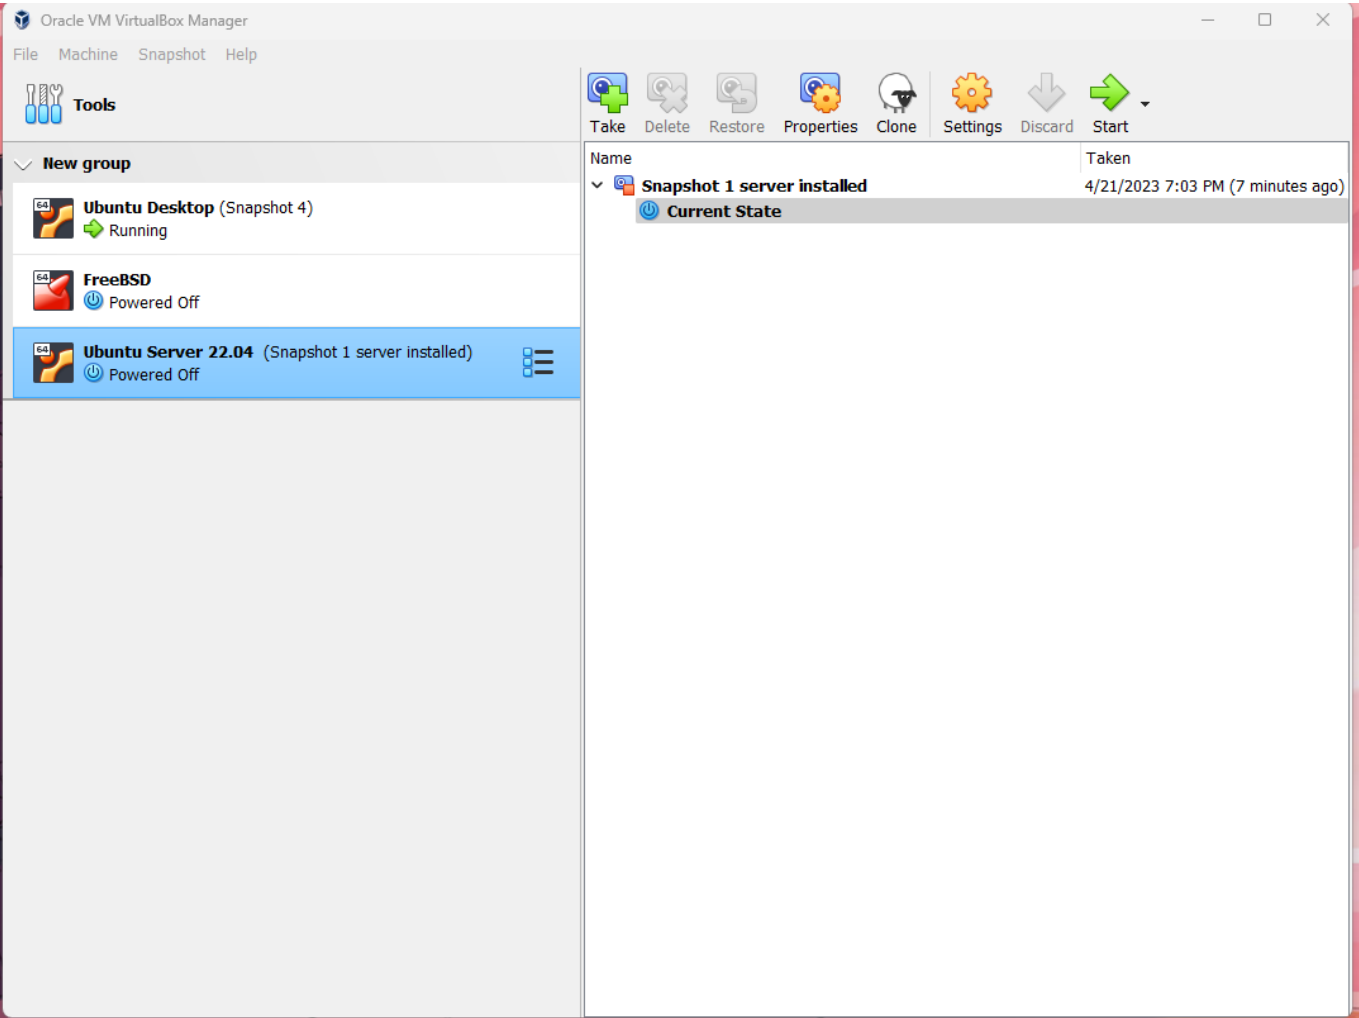 Oracle VM VirtualBox Manager
File Machine Snapshot Help
Tools
Take Delete Restore Properties Clone Settings Discard Start
New group
64
Ubuntu Desktop (Snapshot 4)
Running
64
FreeBSD
Powered Off
64
Ubuntu Server 22.04 (Snapshot 1 server installed)
Powered Off
Name Taken
Snapshot 1 server installed 4/21/2023 7:03 PM (7 minutes ago)
Current State